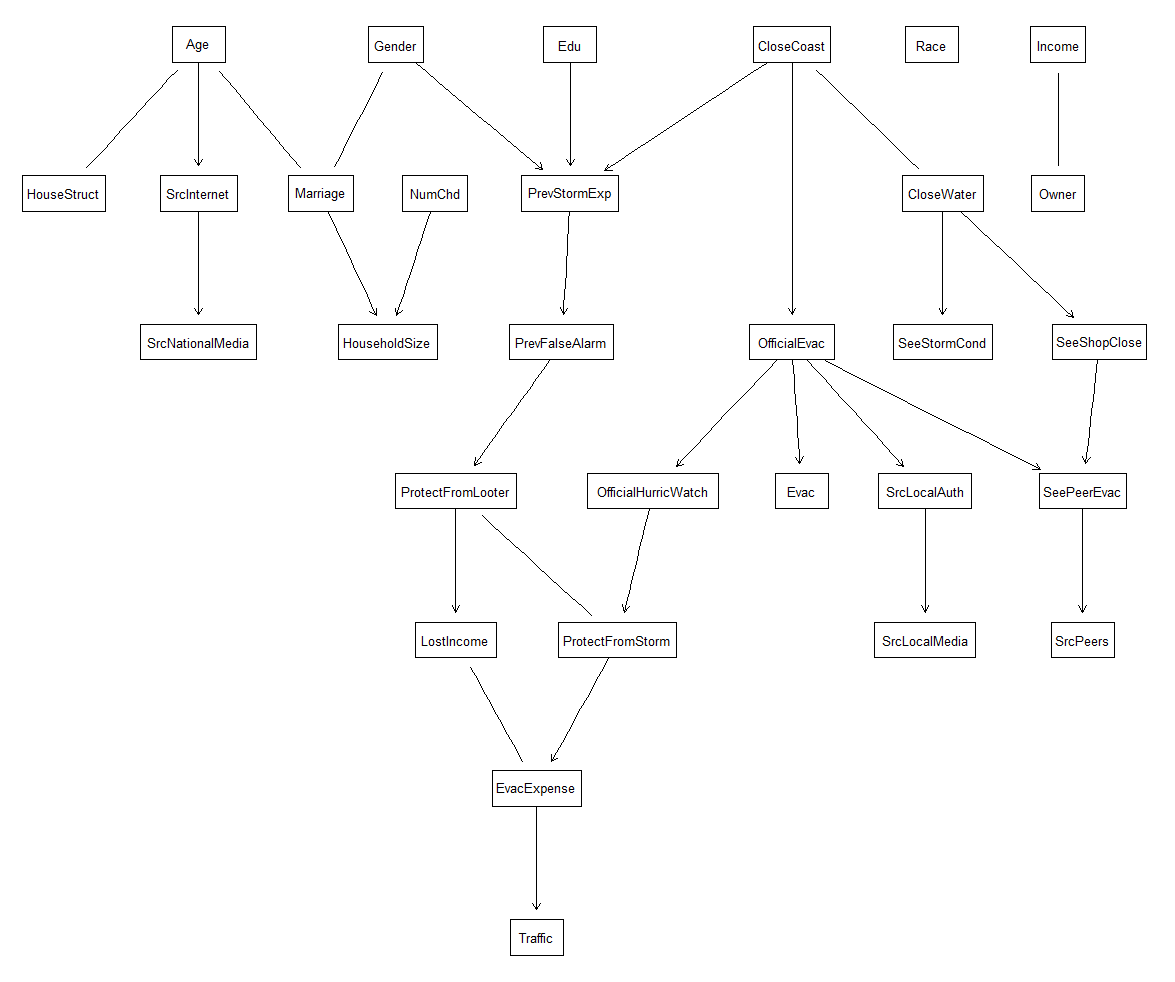 Age
Gender
Edu
CloseCoast
Race
Income
HouseStruct
SrcInternet
Marriage
NumChd
PrevStormExp
CloseWater
Owner
SrcNationalMedia
HouseholdSize
PrevFalseAlarm
OfficialEvac
SeeStormCond
SeeShopClose
ProtectFromLooter
OfficialHurricWatch
Evac
SrcLocalAuth
SeePeerEvac
LostIncome
ProtectFromStorm
SrcLocalMedia
SrcPeers
EvacExpense
Traffic